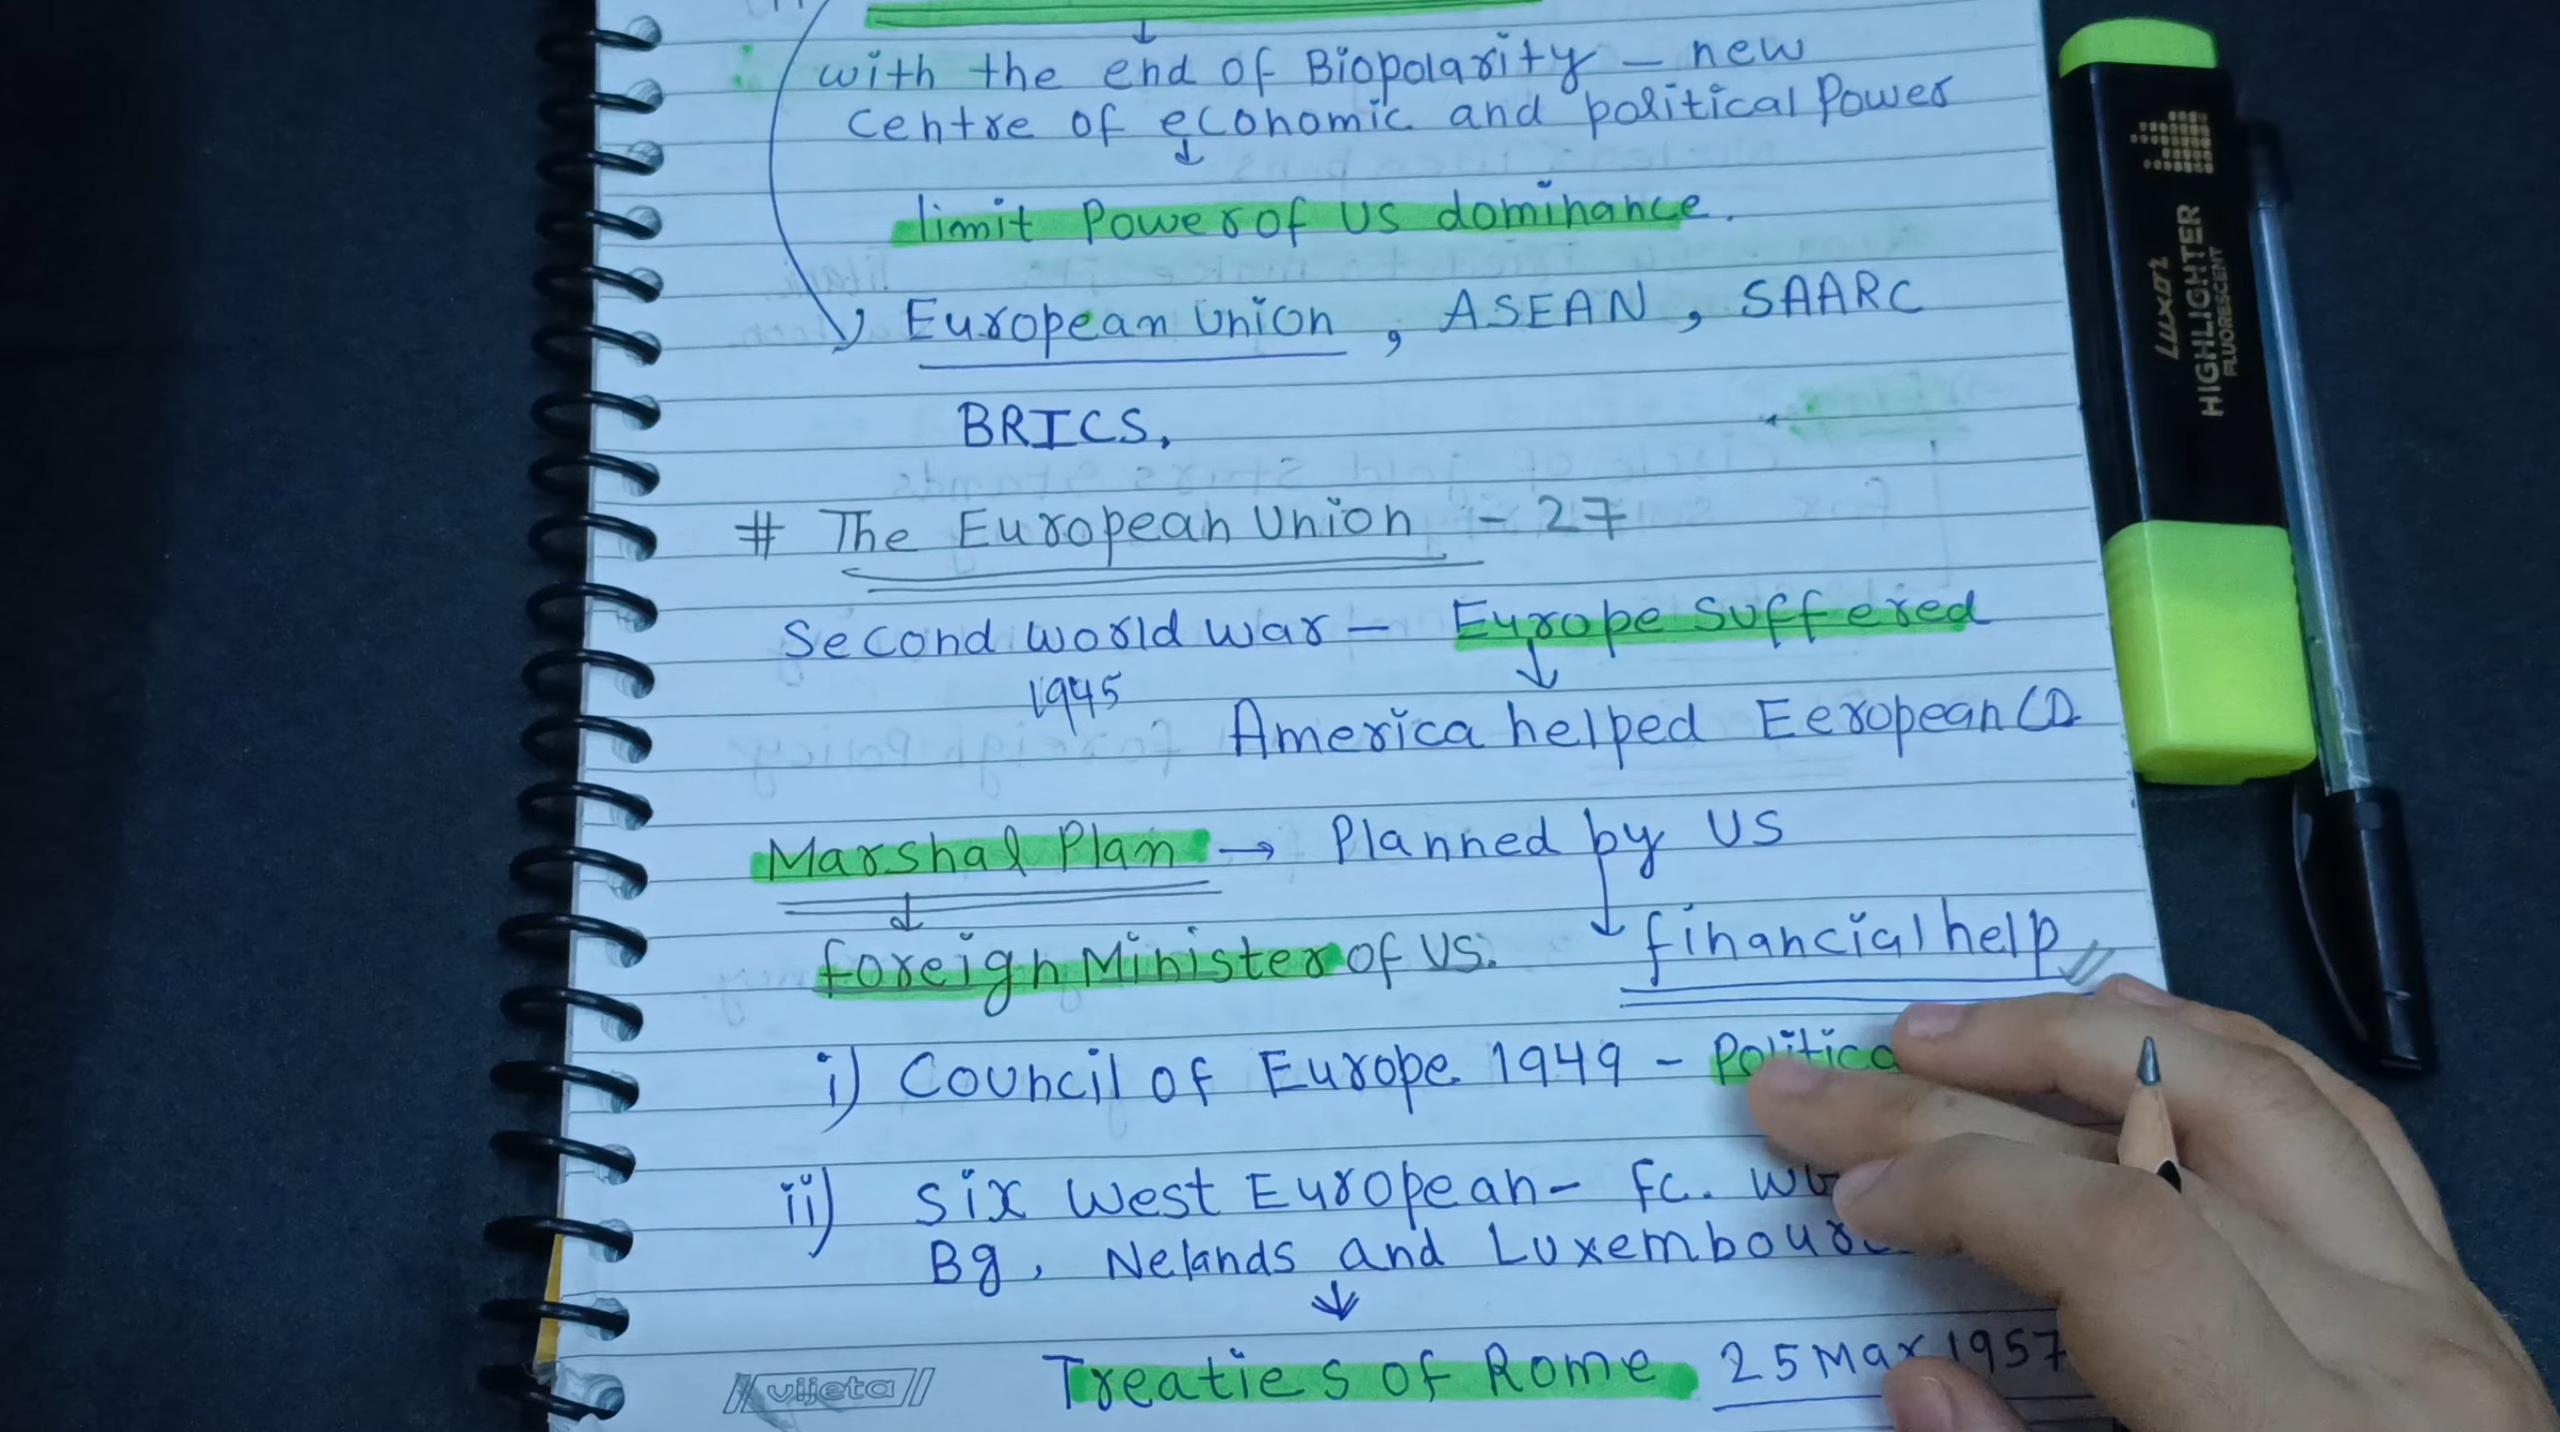 with the end of Biopolarity - new
centre of economic and political Power
limit Power of US dominance.
European Union, ASEAN, SAARC
BRICS,
# The European Union :- 27
Second world war - Europe Suffered
1945
America helped Eeropean
Marshal Plan → Planned by US
foreign Minister of US. financial help
i) Council of Europe 1949 - Politica
ii) Six West European - fc.
Bg, Nelands and Luxembour
Treaties of Rome 25 Mar 1957
vijeta
LUXOR
HIGHLIGHTER
FLUORESCENT